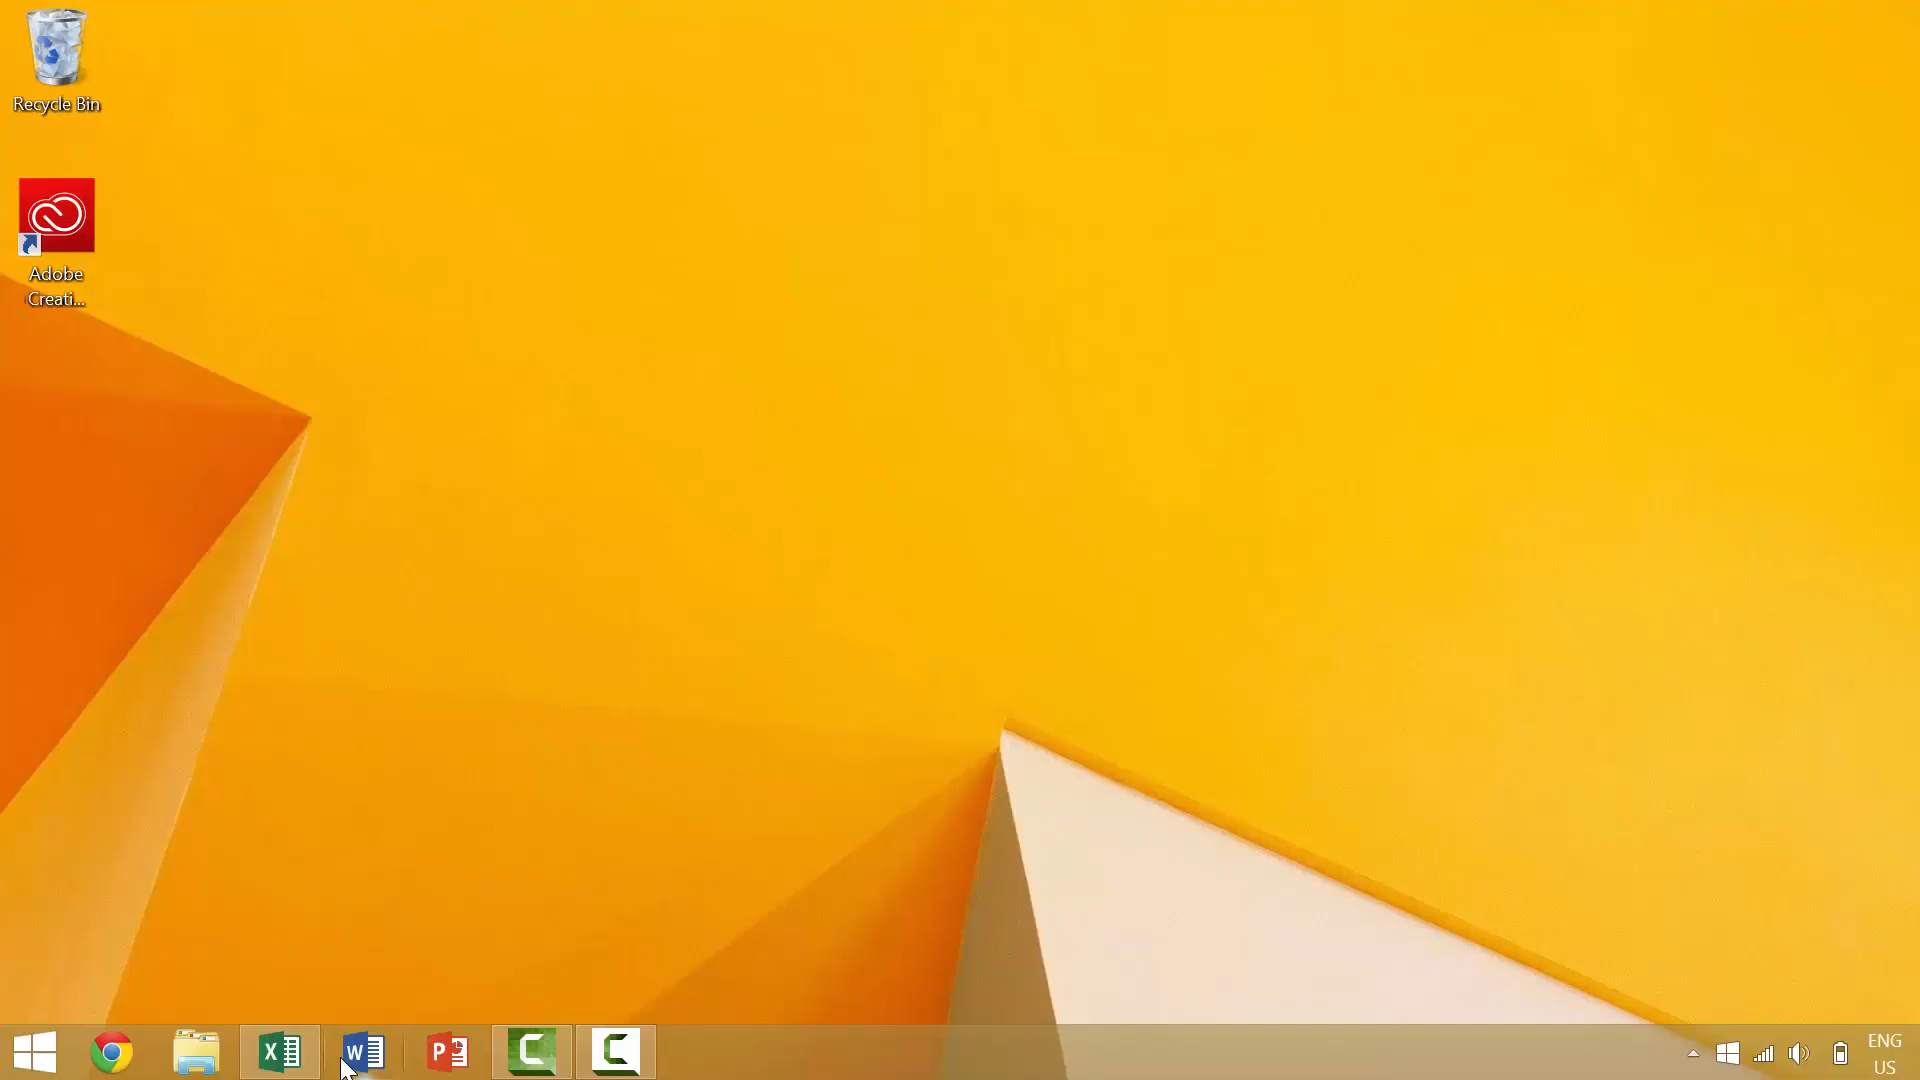 Recycle Bin
Adobe
Creati...
X
W
P
ENG
US